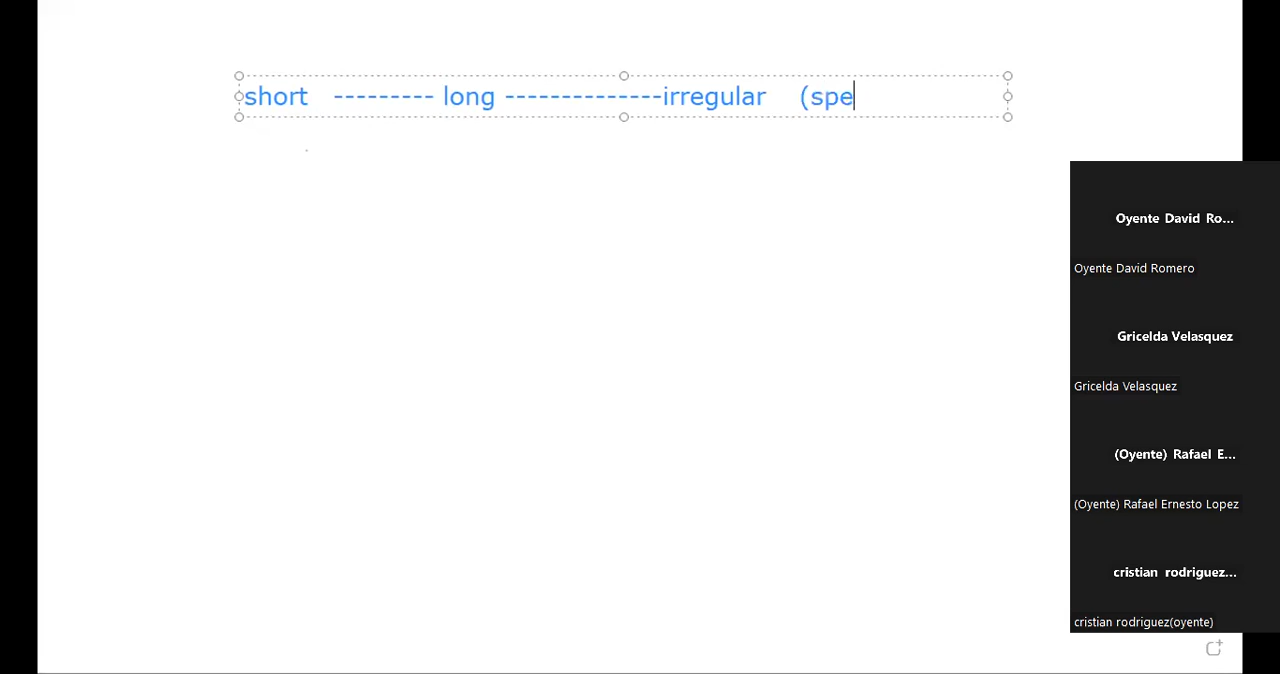 short --------- long --------------irregular (spe
Oyente David Ro...
Oyente David Romero
Gricelda Velasquez
Gricelda Velasquez
(Oyente) Rafael E...
(Oyente) Rafael Ernesto Lopez
cristian rodriguez...
cristian rodriguez(oyente)